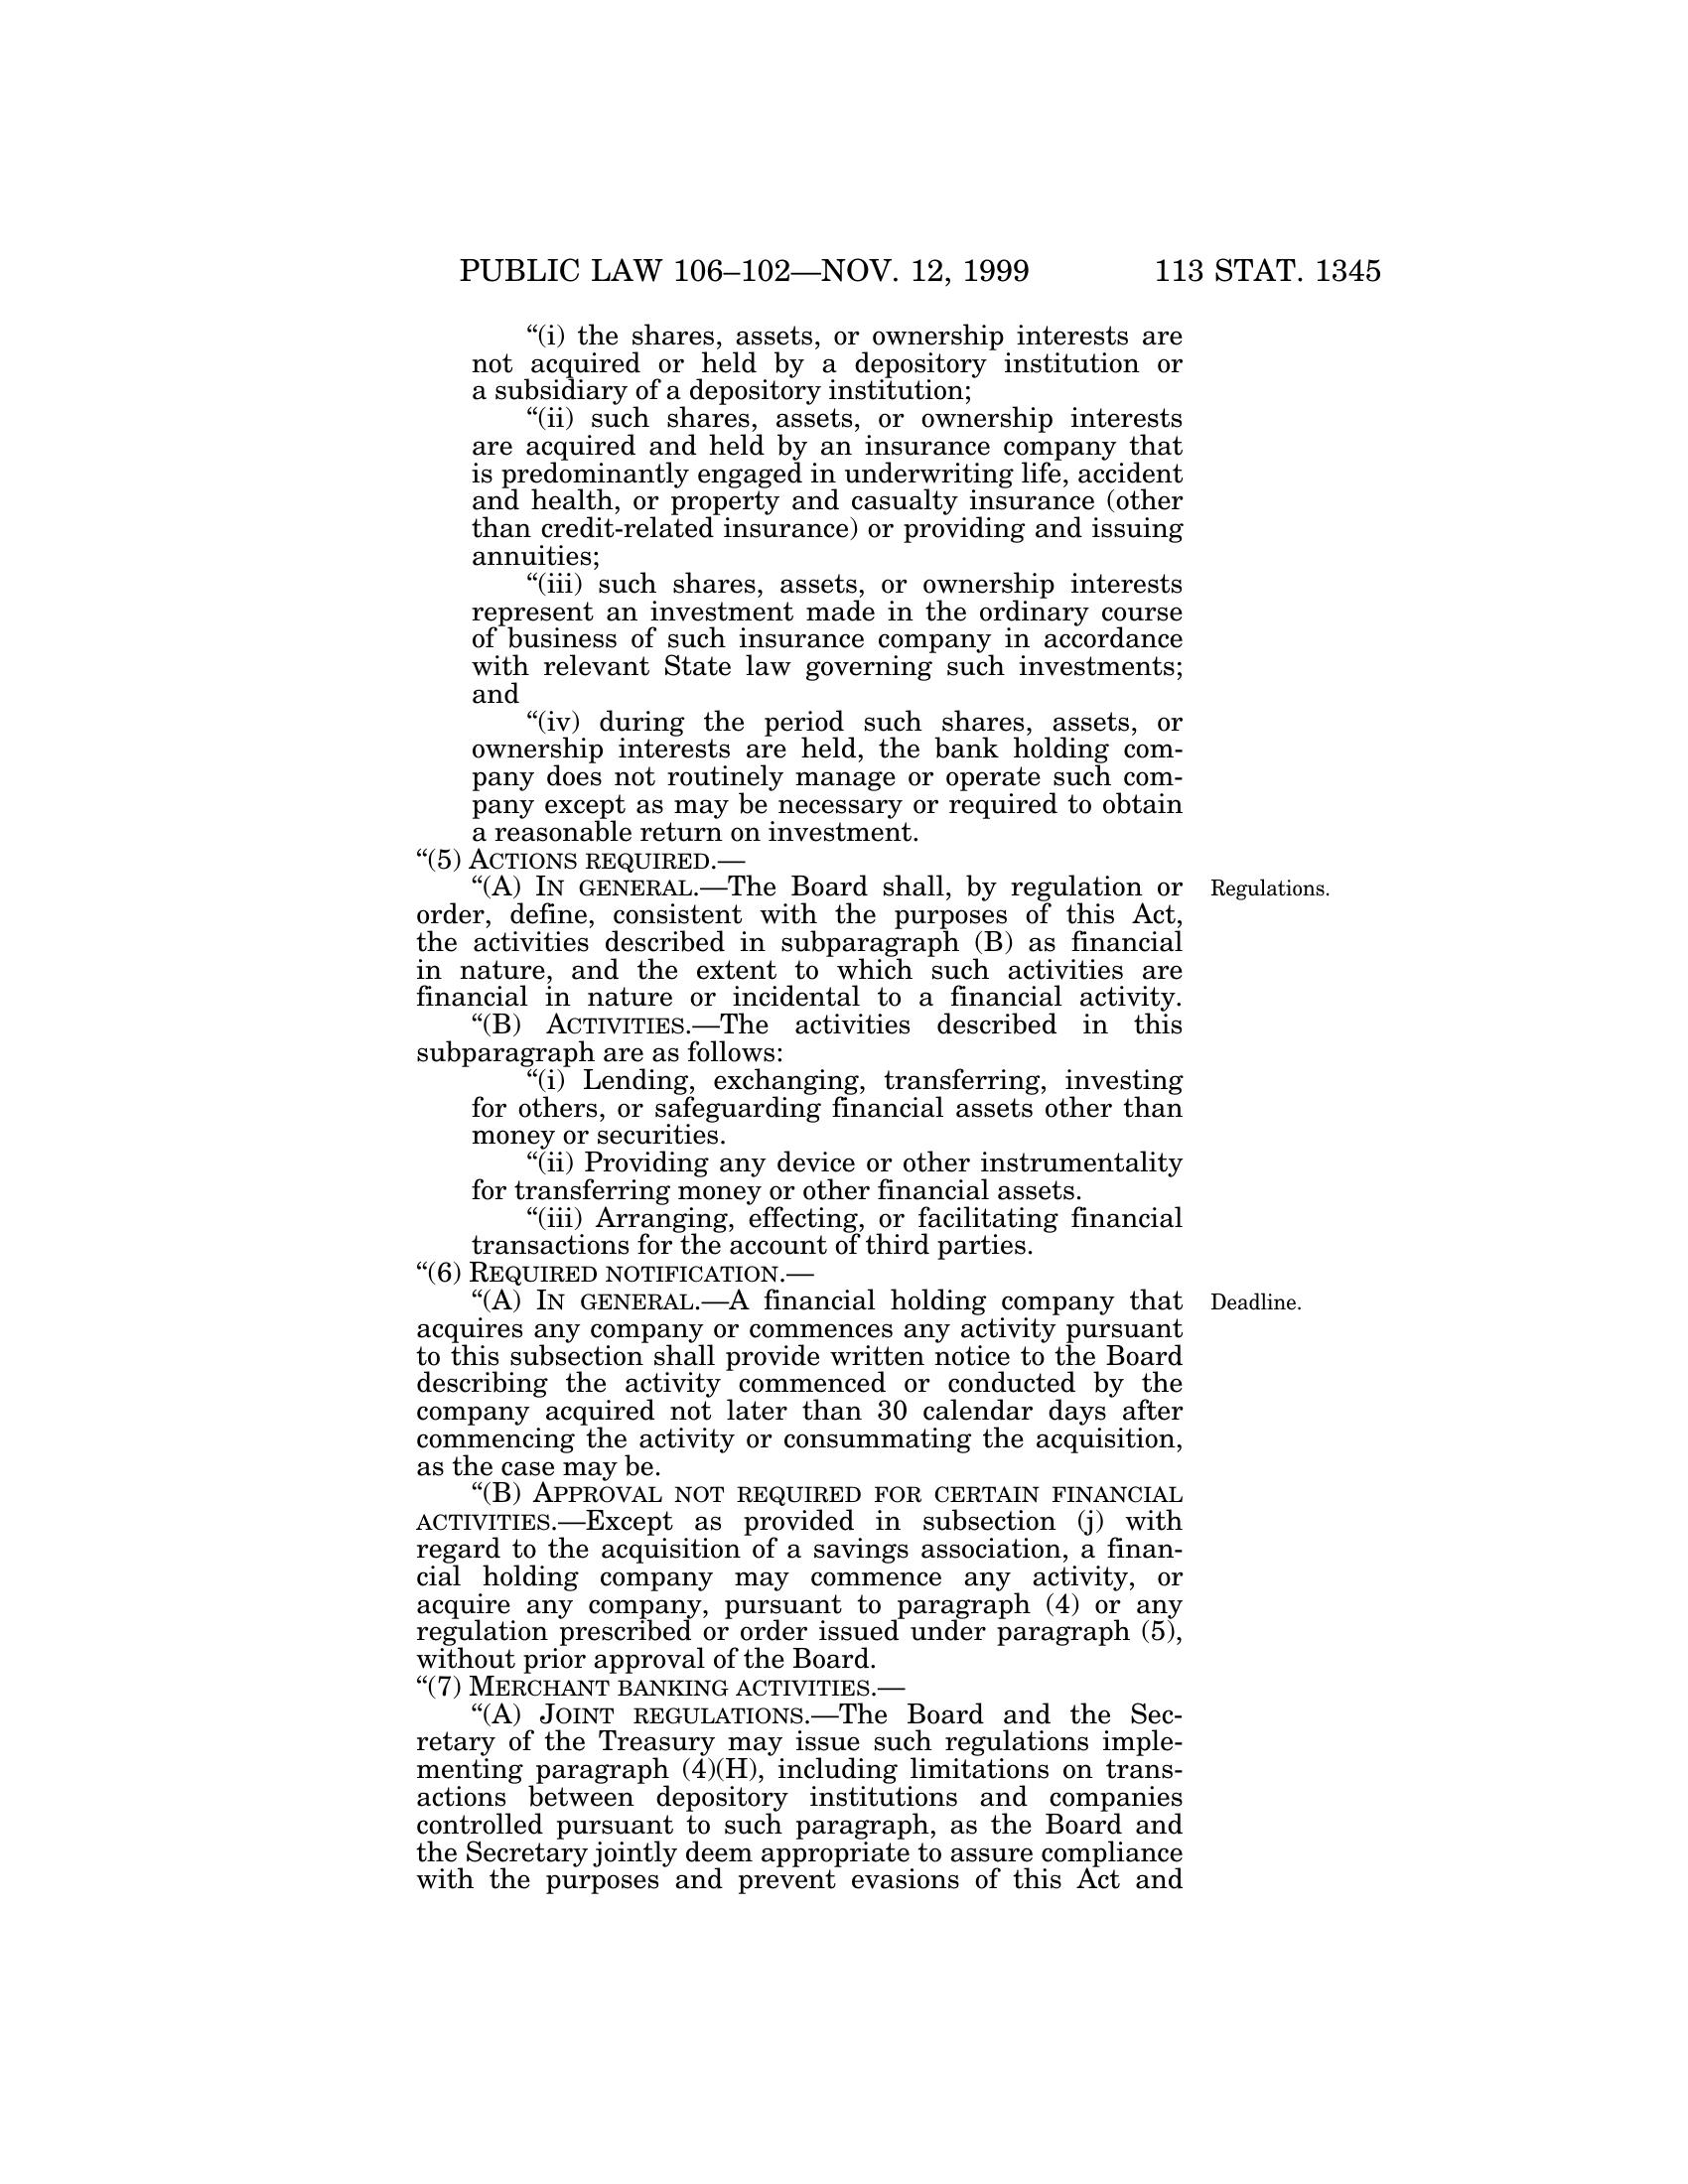 PUBLIC LAW 106–102—NOV. 12, 1999 113 STAT. 1345
“(i) the shares, assets, or ownership interests are
not acquired or held by a depository institution or
a subsidiary of a depository institution;
“(ii) such shares, assets, or ownership interests
are acquired and held by an insurance company that
is predominantly engaged in underwriting life, accident
and health, or property and casualty insurance (other
than credit-related insurance) or providing and issuing
annuities;
“(iii) such shares, assets, or ownership interests
represent an investment made in the ordinary course
of business of such insurance company in accordance
with relevant State law governing such investments;
and
“(iv) during the period such shares, assets, or
ownership interests are held, the bank holding com-
pany does not routinely manage or operate such com-
pany except as may be necessary or required to obtain
a reasonable return on investment.
“(5) ACTIONS REQUIRED.—
“(A) IN GENERAL.—The Board shall, by regulation or Regulations.
order, define, consistent with the purposes of this Act,
the activities described in subparagraph (B) as financial
in nature, and the extent to which such activities are
financial in nature or incidental to a financial activity.
“(B) ACTIVITIES.—The activities described in this
subparagraph are as follows:
“(i) Lending, exchanging, transferring, investing
for others, or safeguarding financial assets other than
money or securities.
“(ii) Providing any device or other instrumentality
for transferring money or other financial assets.
“(iii) Arranging, effecting, or facilitating financial
transactions for the account of third parties.
“(6) REQUIRED NOTIFICATION.—
“(A) IN GENERAL.—A financial holding company that Deadline.
acquires any company or commences any activity pursuant
to this subsection shall provide written notice to the Board
describing the activity commenced or conducted by the
company acquired not later than 30 calendar days after
commencing the activity or consummating the acquisition,
as the case may be.
“(B) APPROVAL NOT REQUIRED FOR CERTAIN FINANCIAL
ACTIVITIES.—Except as provided in subsection (j) with
regard to the acquisition of a savings association, a finan-
cial holding company may commence any activity, or
acquire any company, pursuant to paragraph (4) or any
regulation prescribed or order issued under paragraph (5),
without prior approval of the Board.
“(7) MERCHANT BANKING ACTIVITIES.—
“(A) JOINT REGULATIONS.—The Board and the Sec-
retary of the Treasury may issue such regulations imple-
menting paragraph (4)(H), including limitations on trans-
actions between depository institutions and companies
controlled pursuant to such paragraph, as the Board and
the Secretary jointly deem appropriate to assure compliance
with the purposes and prevent evasions of this Act and